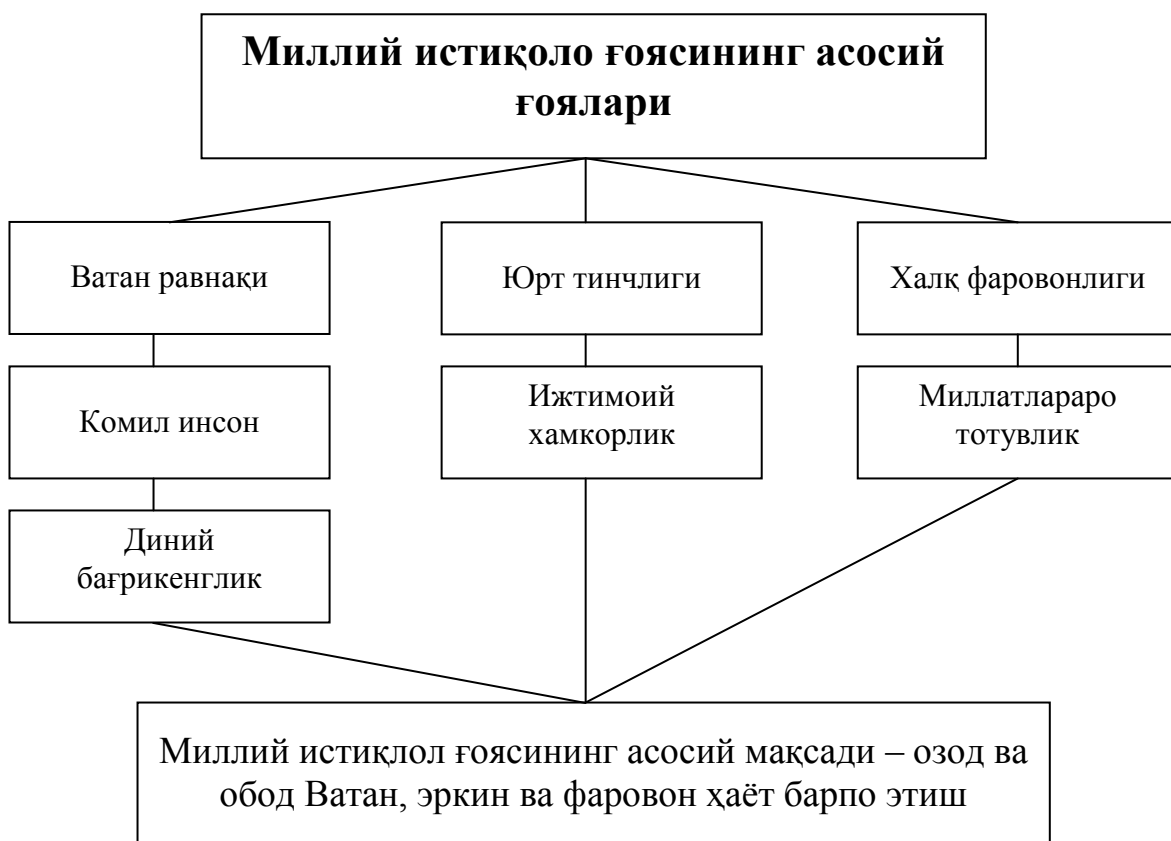 Миллий истиқоло ғоясининг асосий
ғоялари
Ватан равнақи
Юрт тинчлиги
Халқ фаровонлиги
Комил инсон
Ижтимоий
хамкорлик
Миллатлараро
тотувлик
Диний
бағрикенглик
Миллий истиқлол ғоясининг асосий мақсади – озод ва
обод Ватан, эркин ва фаровон ҳаёт барпо этиш